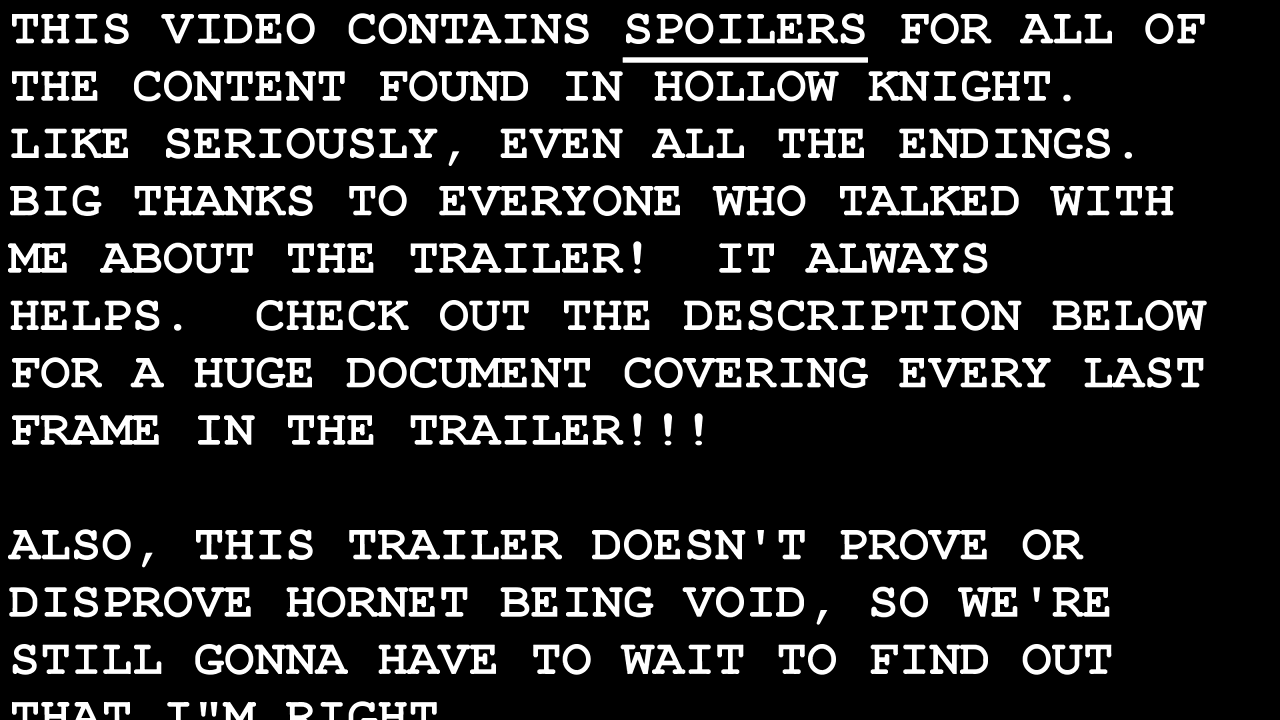 THIS VIDEO CONTAINS SPOILERS FOR ALL OF
THE CONTENT FOUND IN HOLLOW KNIGHT.
LIKE SERIOUSLY, EVEN ALL THE ENDINGS.
BIG THANKS TO EVERYONE WHO TALKED WITH
ME ABOUT THE TRAILER!  IT ALWAYS
HELPS.  CHECK OUT THE DESCRIPTION BELOW
FOR A HUGE DOCUMENT COVERING EVERY LAST
FRAME IN THE TRAILER!!!
ALSO, THIS TRAILER DOESN'T PROVE OR
DISPROVE HORNET BEING VOID, SO WE'RE
STILL GONNA HAVE TO WAIT TO FIND OUT
THAT I"M RIGHT